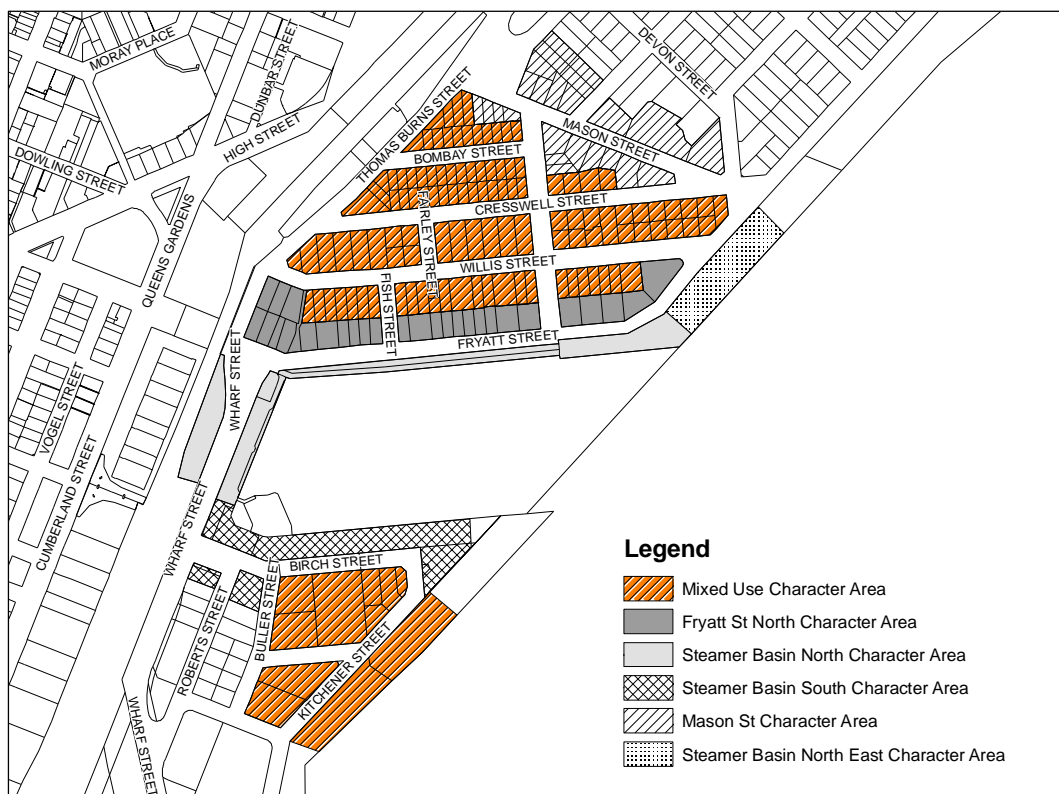 MORAY PLACE
DUNBAR STREET
DEVON STREET
HIGH STREET
THOMAS BURNS STREET
MASON STREET
DOWLING STREET
BOMBAY STREET
QUEENS GARDENS
FAIRLEY STREET
CRESSWELL STREET
WILLIS STREET
FISH STREET
FRYATT STREET
WHARF STREET
VOGEL STREET
CUMBERLAND STREET
WHARF STREET
BIRCH STREET
ROBERTS STREET
BULLER STREET
KITCHENER STREET
WHARF STREET
Legend
Mixed Use Character Area
Fryatt St North Character Area
Steamer Basin North Character Area
Steamer Basin South Character Area
Mason St Character Area
Steamer Basin North East Character Area